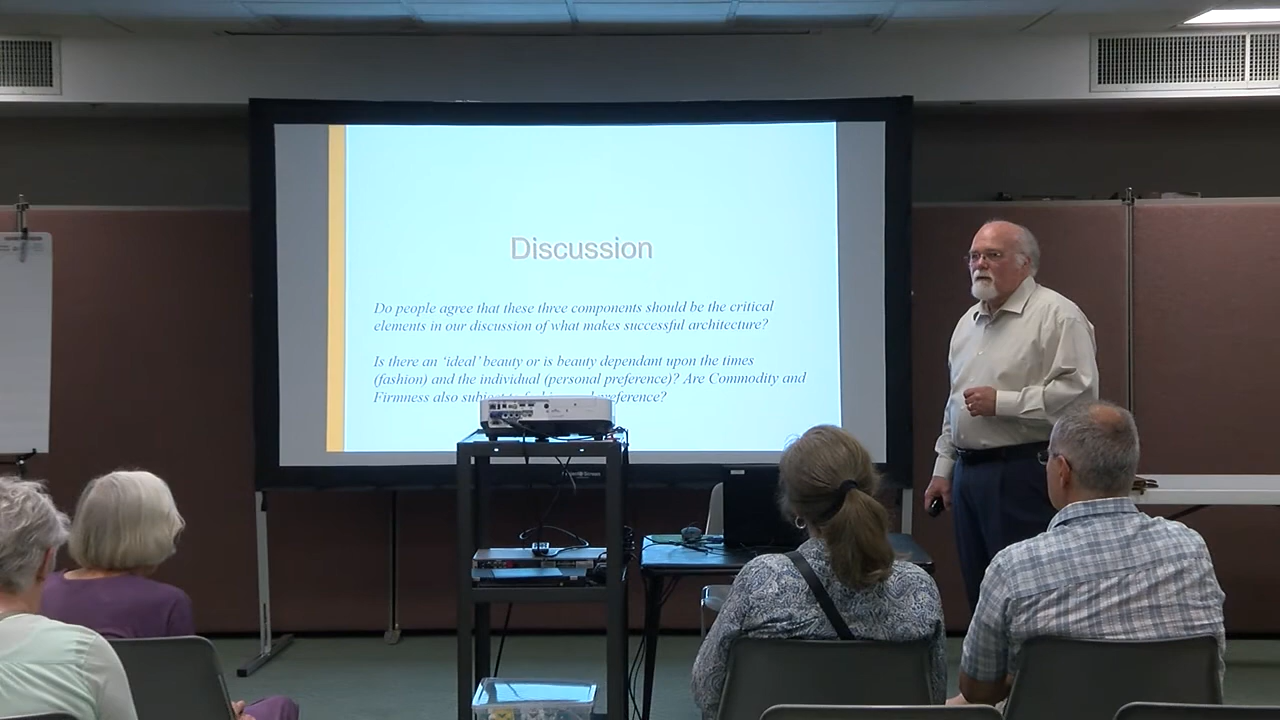 Discussion
Do people agree that these three components should be the critical
elements in our discussion of what makes successful architecture?
Is there an ‘ideal’ beauty or is beauty dependant upon the times
(fashion) and the individual (personal preference)? Are Commodity and
Firmness also